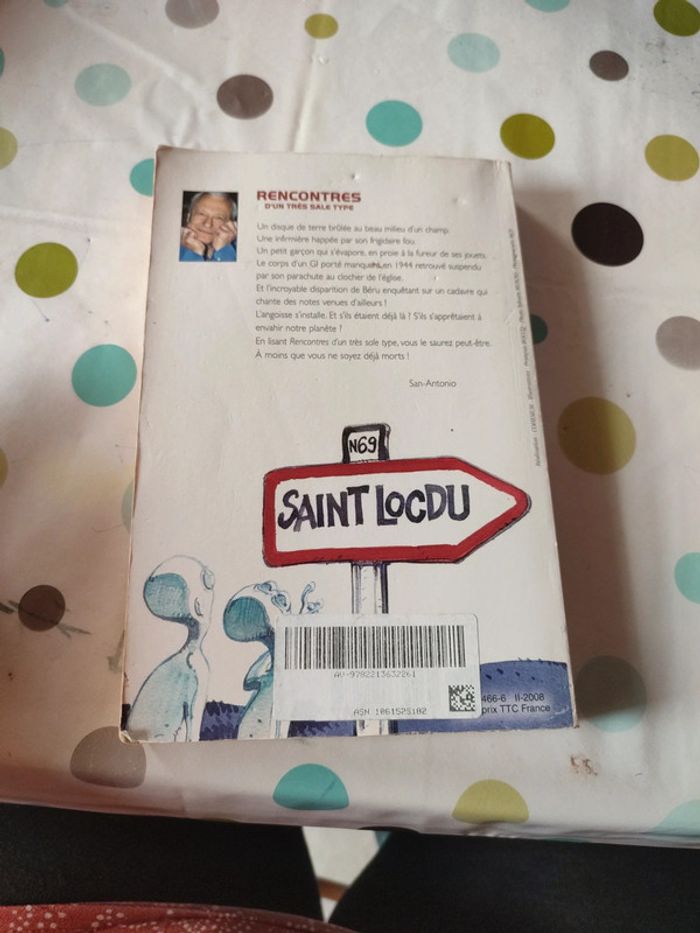 RENCONTRES
D'UN TRÈS SALE TYPE
Un disque de terre brûlée au beau milieu d'un champ.
Une infirmière happée par son frigidaire fou.
Un petit garçon qui s'évapore, en proie à la fureur de ses jouets.
Le corps d'un GI porté manquant en 1944 retrouvé suspendu
par son parachute au clocher de l'église.
Et l'incroyable disparition de Béru enquêtant sur un cadavre qui
chante des notes venues d'ailleurs !
L'angoisse s'installe. Et s'ils étaient déjà là ? S'ils s'apprêtaient à
envahir notre planète ?
En lisant Rencontres d'un très sale type, vous le saurez peut-être.
À moins que vous ne soyez déjà morts !
San-Antonio
N69
SAINT LOCDU
AV-9782213632261
ASN 1061525182
466-6 II-2008
prix TTC France